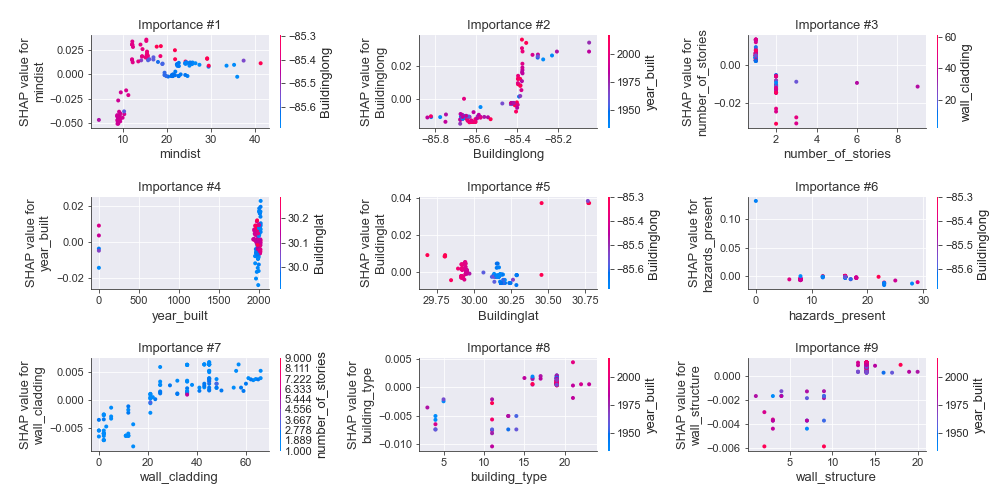 Importance #1
SHAP value for
mindist
0.025
0.000
−0.025
−0.050
10
20
30
40
mindist
−85.3
−85.4
−85.5
−85.6
Buildinglong
Importance #2
SHAP value for
Buildinglong
0.02
0.00
−85.8
−85.6
−85.4
−85.2
Buildinglong
2000
1975
1950
year_built
Importance #3
SHAP value for
number_of_stories
0.00
−0.02
2
4
6
8
number_of_stories
60
40
20
wall_cladding
Importance #4
SHAP value for
year_built
0.02
0.00
−0.02
0
500
1000
1500
2000
year_built
30.2
30.1
30.0
Buildinglat
Importance #5
SHAP value for
Buildinglat
0.04
0.02
0.00
29.75
30.00
30.25
30.50
30.75
Buildinglat
−85.3
−85.4
−85.5
−85.6
Buildinglong
Importance #6
SHAP value for
hazards_present
0.10
0.05
0.00
0
10
20
30
hazards_present
−85.3
−85.4
−85.5
−85.6
Buildinglong
Importance #7
SHAP value for
wall_cladding
0.005
0.000
−0.005
0
20
40
60
wall_cladding
9.000
8.111
7.222
6.333
5.444
4.556
3.667
2.778
1.889
1.000
number_of_stories
Importance #8
SHAP value for
building_type
0.005
0.000
−0.005
−0.010
5
10
15
20
building_type
2000
1975
1950
year_built
Importance #9
SHAP value for
wall_structure
0.000
−0.002
−0.004
−0.006
5
10
15
20
wall_structure
2000
1975
1950
year_built